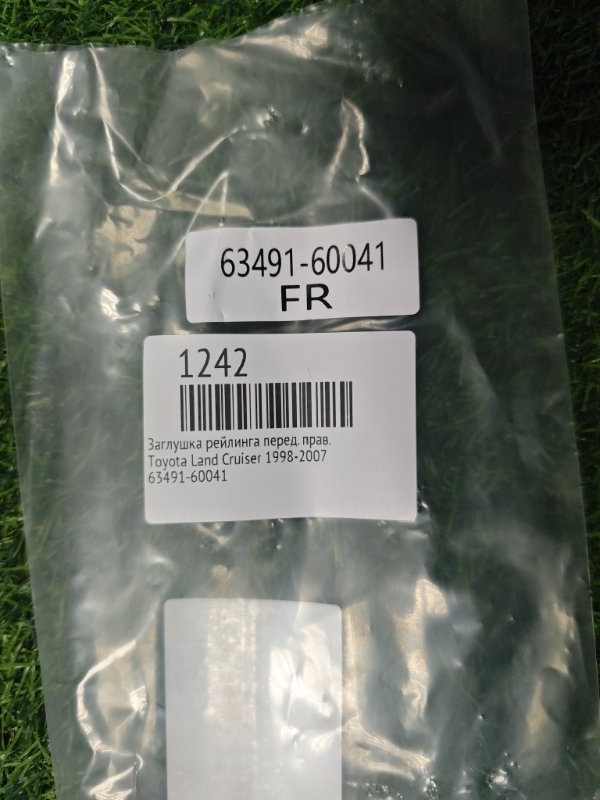 63491-60041
FR
1242
Заглушка рейлинга перед. прав.
Toyota Land Cruiser 1998-2007
63491-60041